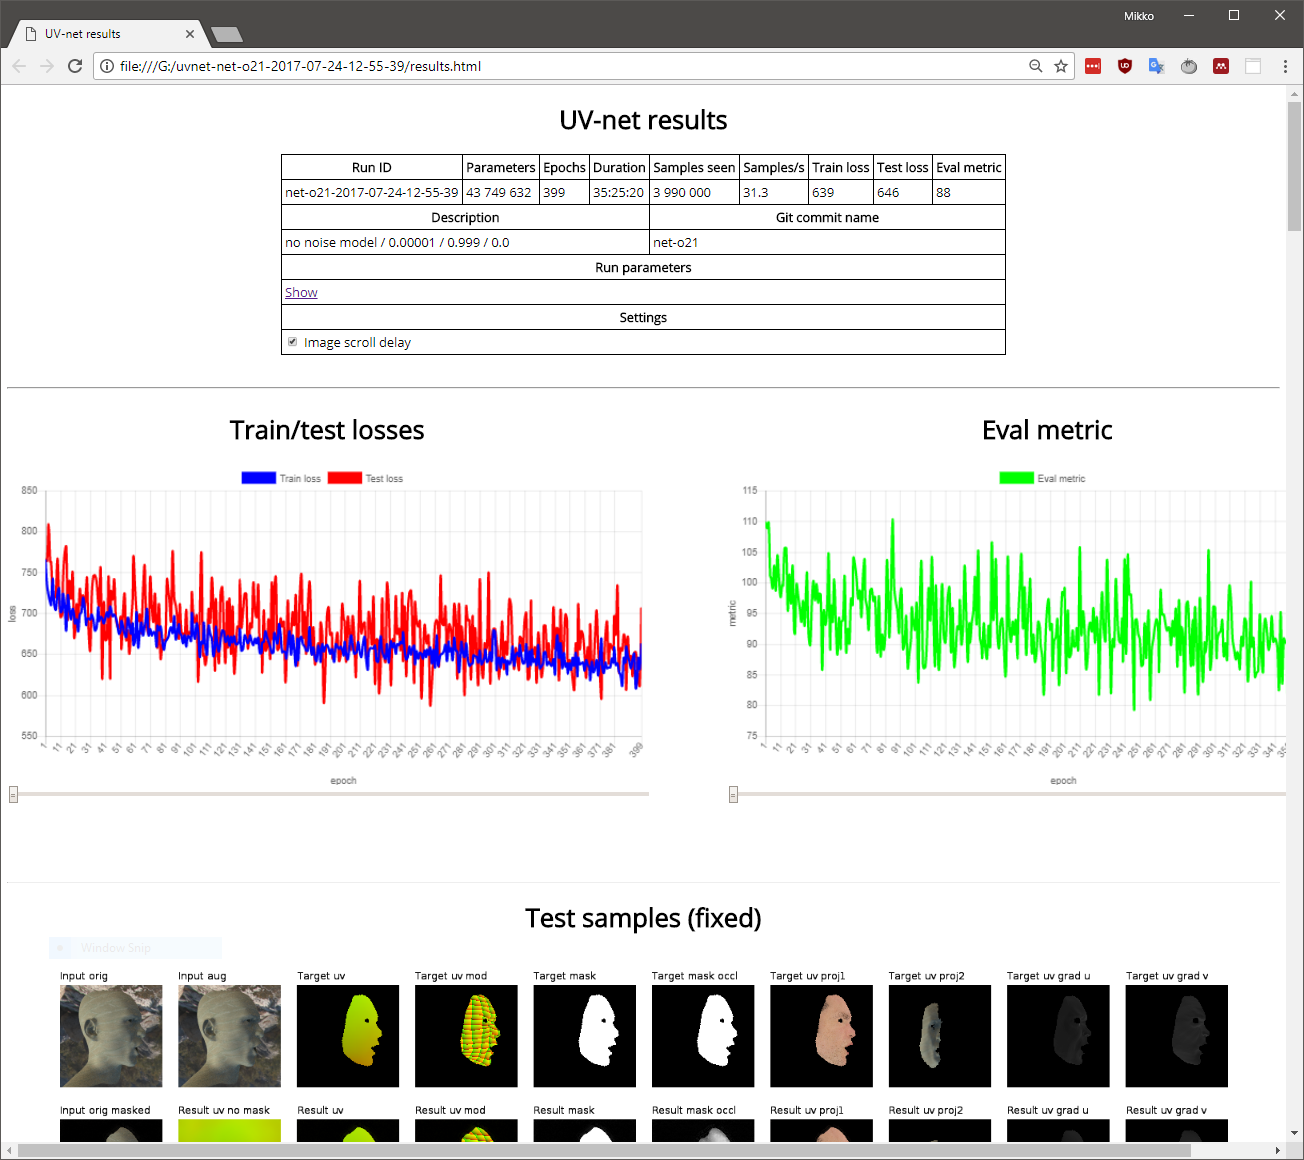 Mikko
UV-net results
file:///G:/uvnet-net-o21-2017-07-24-12-55-39/results.html
UV-net results
Run ID Parameters Epochs Duration Samples seen Samples/s Train loss Test loss Eval metric
net-o21-2017-07-24-12-55-39 43 749 632 399 35:25:20 3 990 000 31.3 639 646 88
Description Git commit name
no noise model / 0.00001 / 0.999 / 0.0 net-o21
Run parameters
Show
Settings
Image scroll delay
Train/test losses
Train loss Test loss
850
800
750
700
650
600
550
loss
1 11 21 31 41 51 61 71 81 91 101 111 121 131 141 151 161 171 181 191 201 211 221 231 241 251 261 271 281 291 301 311 321 331 341 351 361 371 381 399
epoch
Eval metric
Eval metric
115
110
105
100
95
90
85
80
75
metric
1 11 21 31 41 51 61 71 81 91 101 111 121 131 141 151 161 171 181 191 201 211 221 231 241 251 261 271 281 291 301 311 321 331 341
epoch
Test samples (fixed)
Window Snip
Input orig Input aug Target uv Target uv mod Target mask Target mask occl Target uv proj1 Target uv proj2 Target uv grad u Target uv grad v
Input orig masked Result uv no mask Result uv Result uv mod Result mask Result mask occl Result uv proj1 Result uv proj2 Result uv grad u Result uv grad v